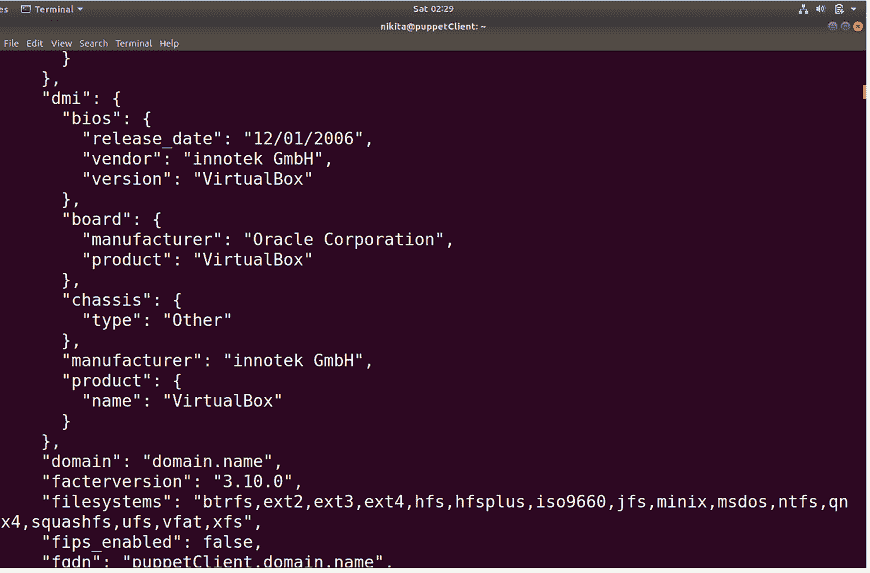 es Terminal Sat 02:29
nikita@puppetClient: ~
File Edit View Search Terminal Help
}
},
"dmi": {
"bios": {
"release_date": "12/01/2006",
"vendor": "innotek GmbH",
"version": "VirtualBox"
},
"board": {
"manufacturer": "Oracle Corporation",
"product": "VirtualBox"
},
"chassis": {
"type": "Other"
},
"manufacturer": "innotek GmbH",
"product": {
"name": "VirtualBox"
}
},
"domain": "domain.name",
"facterversion": "3.10.0",
"filesystems": "btrfs,ext2,ext3,ext4,hfs,hfsplus,iso9660,jfs,minix,msdos,ntfs,qn
x4,squashfs,ufs,vfat,xfs",
"fips_enabled": false,
"fqdn": "puppetClient.domain.name",